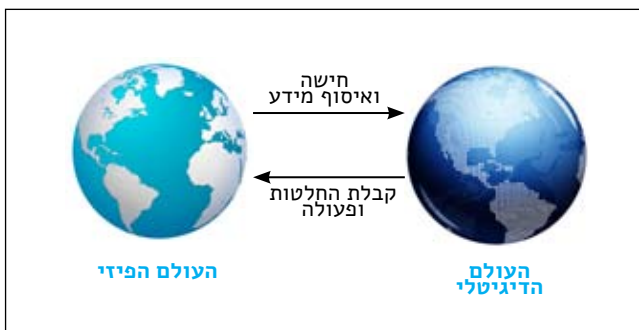 חישה
ואיסוף מידע
קבלת החלטות
ופעולה
העולם
הדיגיטלי
העולם הפיזי